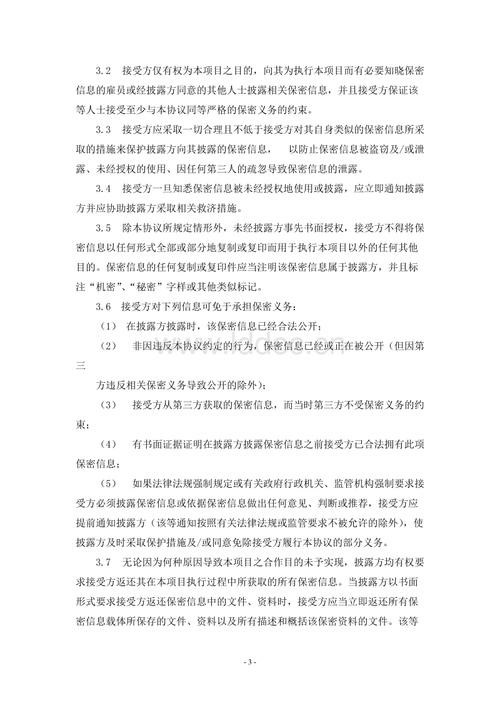 3.2 接受方仅有权为本项目之目的，向其为执行本项目而有必要知晓保密
信息的雇员或经披露方同意的其他人士披露相关保密信息，并且接受方保证该
等人士接受至少与本协议同等严格的保密义务的约束。
3.3 接受方应采取一切合理且不低于接受方对其自身类似的保密信息所采
取的措施来保护披露方向其披露的保密信息， 以防止保密信息被盗窃及/或泄
露、未经授权的使用、因任何第三人的疏忽导致保密信息的泄露。
3.4 接受方一旦知悉保密信息被未经授权地使用或披露，应立即通知披露
方并应协助披露方采取相关救济措施。
3.5 除本协议所规定情形外，未经披露方事先书面授权，接受方不得将保
密信息以任何形式全部或部分地复制或复印而用于执行本项目以外的任何其他
目的。保密信息的任何复制或复印件应当注明该保密信息属于披露方，并且标
注“机密”、“秘密”字样或其他类似标记。
3.6 接受方对下列信息可免于承担保密义务：
（1） 在披露方披露时，该保密信息已经合法公开；
（2） 非因违反本协议约定的行为，保密信息已经或正在被公开（但因第
三
方违反相关保密义务导致公开的除外）；
（3） 接受方从第三方获取的保密信息，而当时第三方不受保密义务的约
束；
（4） 有书面证据证明在披露方披露保密信息之前接受方已合法拥有此项
保密信息；
（5） 如果法律法规强制规定或有关政府行政机关、监管机构强制要求接
受方必须披露保密信息或依据保密信息做出任何意见、判断或推荐，接受方应
提前通知披露方（该等通知按照有关法律法规或监管要求不被允许的除外），使
披露方及时采取保护措施及/或同意免除接受方履行本协议的部分义务。
3.7 无论因为何种原因导致本项目之合作目的未予实现，披露方均有权要
求接受方返还其在本项目执行过程中所获取的所有保密信息。当披露方以书面
形式要求接受方返还保密信息中的文件、资料时，接受方应当立即返还所有保
密信息载体所保存的文件、资料以及所有描述和概括该保密资料的文件。该等
- 3 -